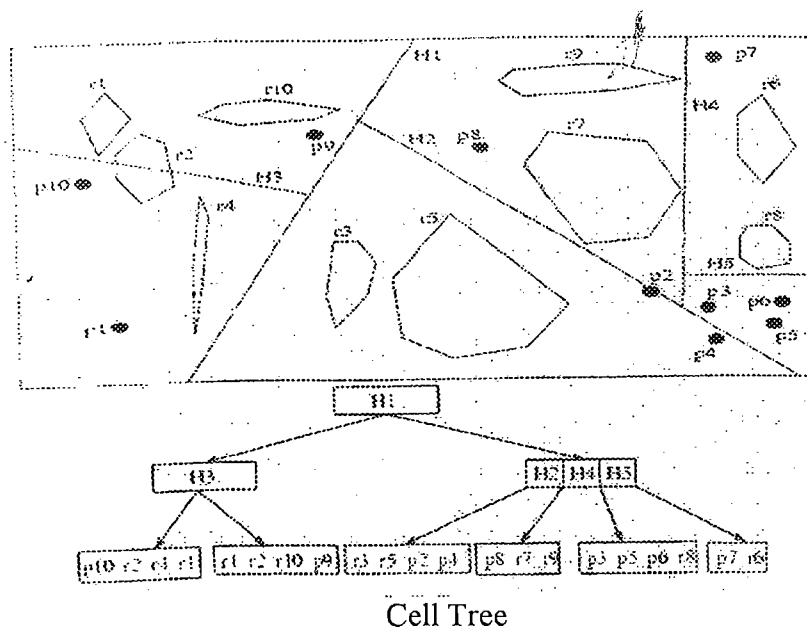 r1
r10
H1
r9
p7
r6
H4
r2
p9
H2
p8
r7
p10
H3
r4
r3
r5
r8
H5
p2
p3
p6
p1
p5
p4
H1
H3
H2 H4 H5
p10 r2 r4
r1 r2 r10 p9
r3 r5 p2 p4
p8 r7 r9
p3 p5 p6 r8
p7 r6
Cell Tree